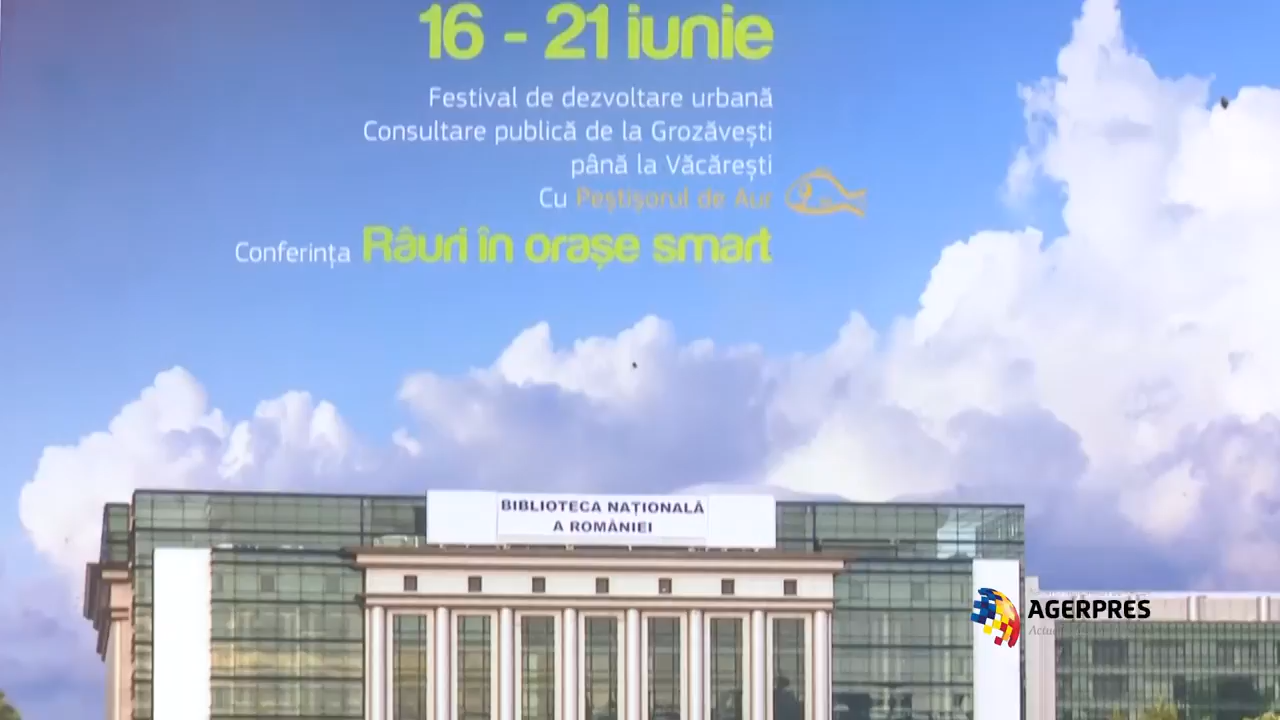 16 - 21 iunie
Festival de dezvoltare urbană
Consultare publică de la Grozăvești
până la Văcărești
Cu Peștișorul de Aur
Conferința Râuri în orașe smart
BIBLIOTECA NAȚIONALĂ
A ROMÂNIEI
AGERPRES